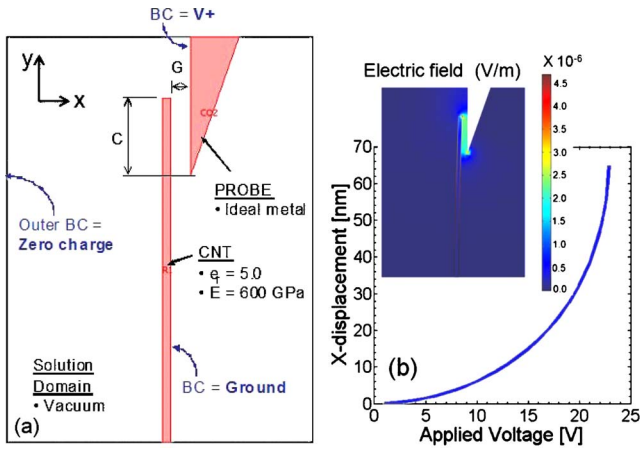 BC = V+
y
x
G
C
CO2
PROBE
• Ideal metal
Outer BC =
Zero charge
CNT
• er = 5.0
• E = 600 GPa
R1
BC = Ground
Solution
Domain
• Vacuum
(a)
Electric field (V/m)
X 10-6
4.5
4.0
3.5
3.0
2.5
2.0
1.5
1.0
0.5
0.0
X-displacement [nm]
70
60
50
40
30
20
10
0
(b)
0 5 10 15 20 25
Applied Voltage [V]